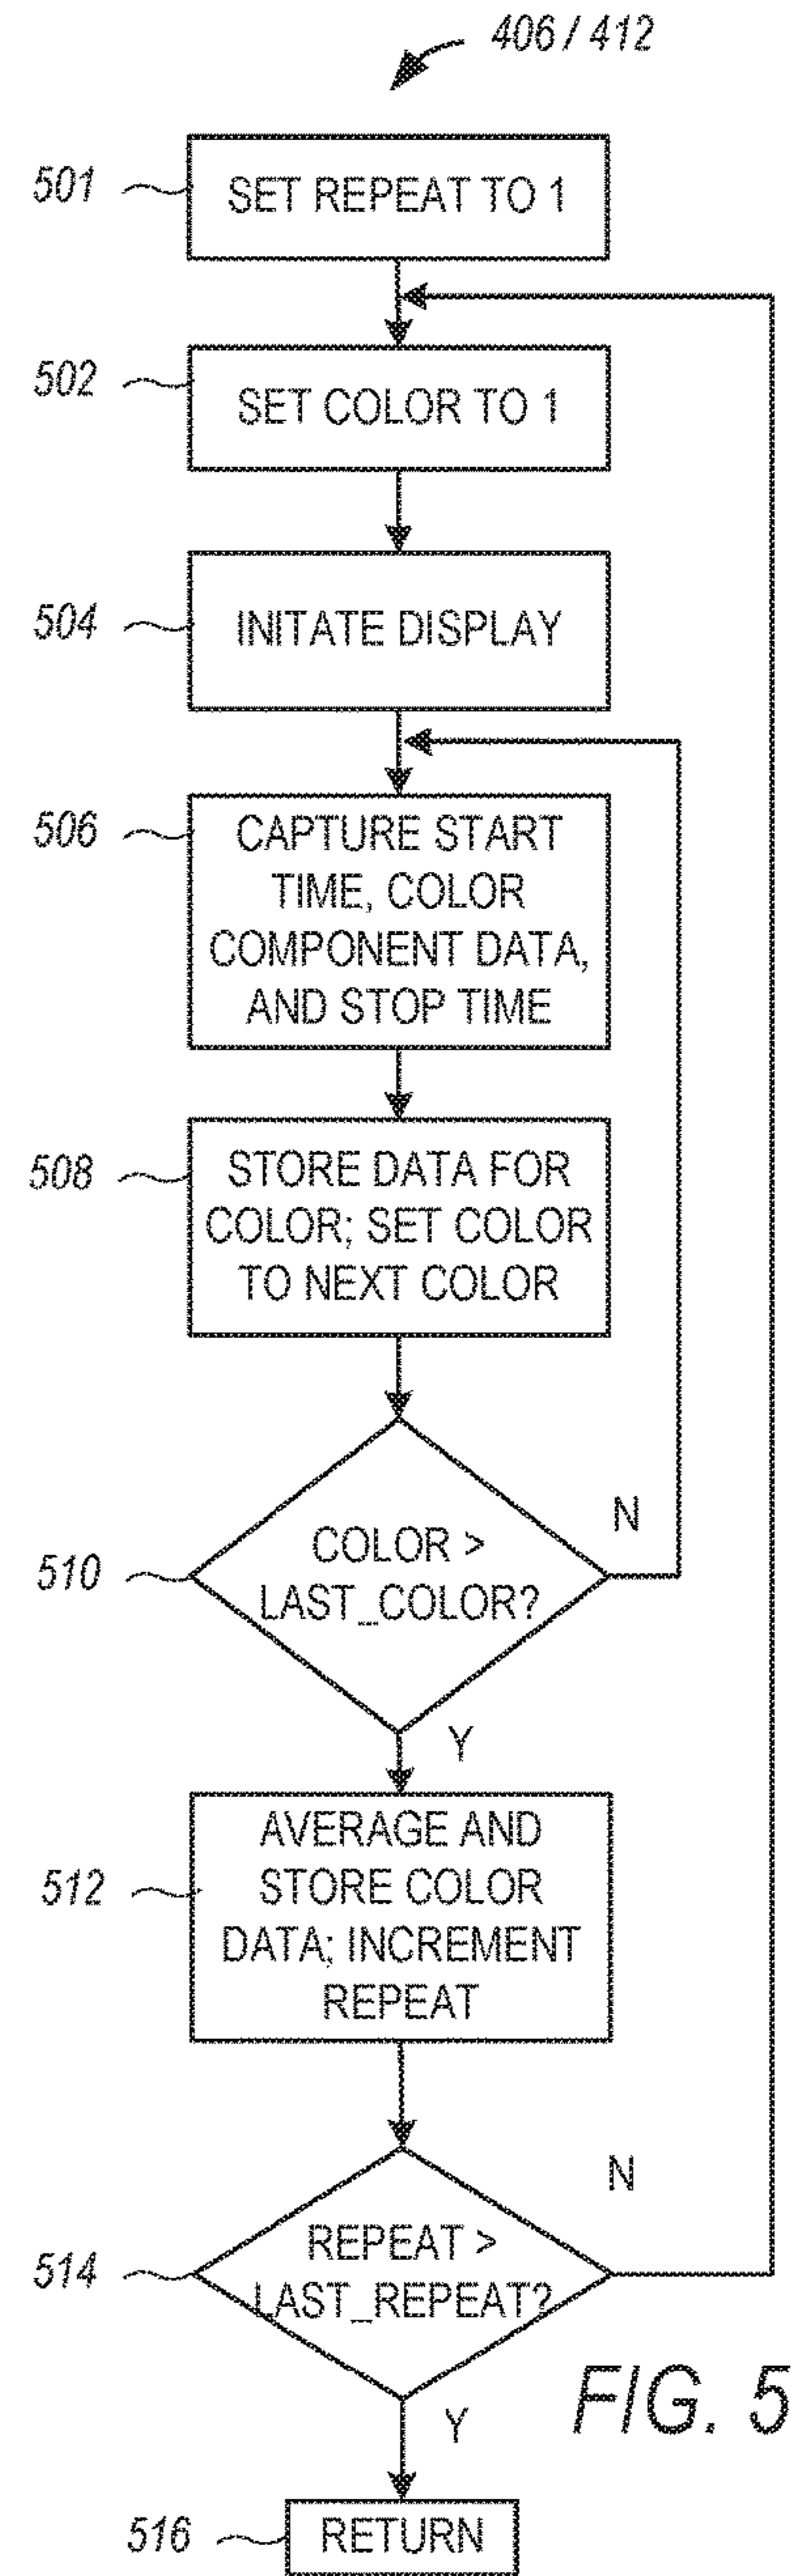 406 / 412
501
SET REPEAT TO 1
502
SET COLOR TO 1
504
INITATE DISPLAY
506
CAPTURE START
TIME, COLOR
COMPONENT DATA,
AND STOP TIME
508
STORE DATA FOR
COLOR; SET COLOR
TO NEXT COLOR
510
COLOR >
LAST_COLOR?
N
Y
512
AVERAGE AND
STORE COLOR
DATA; INCREMENT
REPEAT
514
REPEAT >
LAST_REPEAT?
N
Y
FIG. 5
516
RETURN